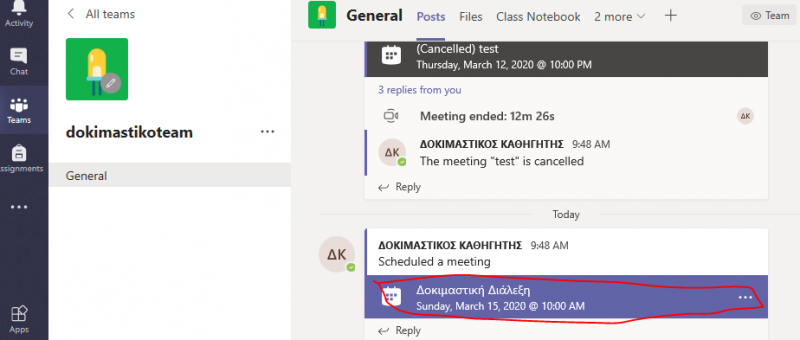 Activity
Chat
Teams
ssignments
Apps
All teams
dokimastikoteam
General
General Posts Files Class Notebook 2 more Team
(Cancelled) test
Thursday, March 12, 2020 @ 10:00 PM
3 replies from you
Meeting ended: 12m 26s
ΔΚ
ΔΚ
ΔΟΚΙΜΑΣΤΙΚΟΣ ΚΑΘΗΓΗΤΗΣ 9:48 AM
The meeting "test" is cancelled
Reply
Today
ΔΚ
ΔΟΚΙΜΑΣΤΙΚΟΣ ΚΑΘΗΓΗΤΗΣ 9:48 AM
Scheduled a meeting
Δοκιμαστική Διάλεξη
Sunday, March 15, 2020 @ 10:00 AM
Reply